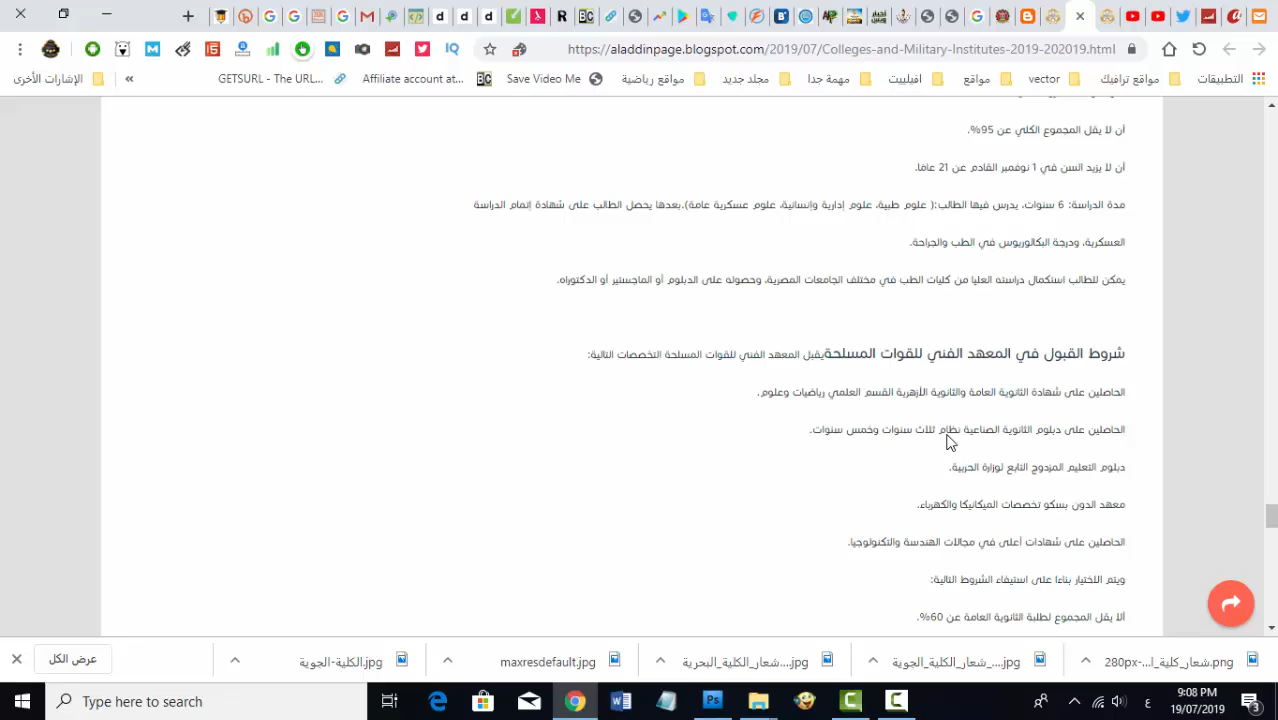 https://aladdinpage.blogspot.com/2019/07/Colleges-and-Military-Institutes-2019-202019.html
التطبيقات
مواقع ترافيك
vector
مواقع
افيلييت
مهمة جدا
مجلد جديد
مواقع رياضية
Save Video Me
Affiliate account at...
GETSURL - The URL...
»
الإشارات الأخرى
أن لا يقل المجموع الكلي عن 95%.
أن لا يزيد السن في 1 نوفمبر القادم عن 21 عاما.
مدة الدراسة: 6 سنوات، يدرس فيها الطالب:( علوم طبية، علوم إدارية وإنسانية، علوم عسكرية عامة).بعدها يحصل الطالب على شهادة إتمام الدراسة
العسكرية، ودرجة البكالوريوس في الطب والجراحة.
يمكن للطالب استكمال دراسته العليا من كليات الطب في مختلف الجامعات المصرية، وحصوله على الدبلوم أو الماجستير أو الدكتوراه.
شروط القبول في المعهد الفني للقوات المسلحةيقبل المعهد الفني للقوات المسلحة التخصصات التالية:
الحاصلين على شهادة الثانوية العامة والثانوية الأزهرية القسم العلمي رياضيات وعلوم.
الحاصلين على دبلوم الثانوية الصناعية نظام ثلاث سنوات وخمس سنوات.
دبلوم التعليم المزدوج التابع لوزارة الحربية.
معهد الدون بسكو تخصصات الميكانيكا والكهرباء.
الحاصلين على شهادات أعلى في مجالات الهندسة والتكنولوجيا.
ويتم اللختيار بناءا على استيفاء الشروط التالية:
ألا يقل المجموع لطلبة الثانوية العامة عن 60%.
280px-شعار_كلية_ا...png
شعار_الكلية_الجوية_...jpg
شعار_الكلية_البحرية_...jpg
maxresdefault.jpg
الكلية-الجوية.jpg
عرض الكل
Type here to search
ع
9:08 PM
19/07/2019
3